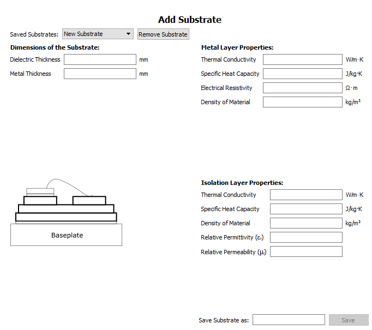 Add Substrate
Saved Substrates: New Substrate Remove Substrate
Dimensions of the Substrate:
Dielectric Thickness mm
Metal Thickness mm
Metal Layer Properties:
Thermal Conductivity W/m·K
Specific Heat Capacity J/kg·K
Electrical Resistivity Ω·m
Density of Material kg/m³
Baseplate
Isolation Layer Properties:
Thermal Conductivity W/m·K
Specific Heat Capacity J/kg·K
Density of Material kg/m³
Relative Permittivity (εᵣ)
Relative Permeability (μᵣ)
Save Substrate as: Save